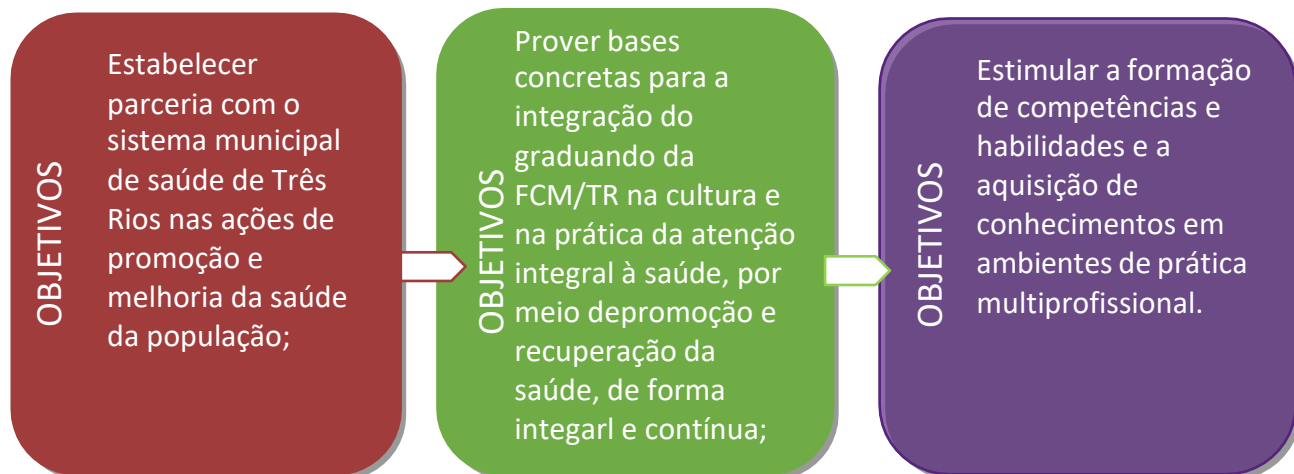 OBJETIVOS
Estabelecer
parceria com o
sistema municipal
de saúde de Três
Rios nas ações de
promoção e
melhoria da saúde
da população;
OBJETIVOS
Prover bases
concretas para a
integração do
graduando da
FCM/TR na cultura e
na prática da atenção
integral à saúde, por
meio depromoção e
recuperação da
saúde, de forma
integarl e contínua;
OBJETIVOS
Estimular a formação
de competências e
habilidades e a
aquisição de
conhecimentos em
ambientes de prática
multiprofissional.